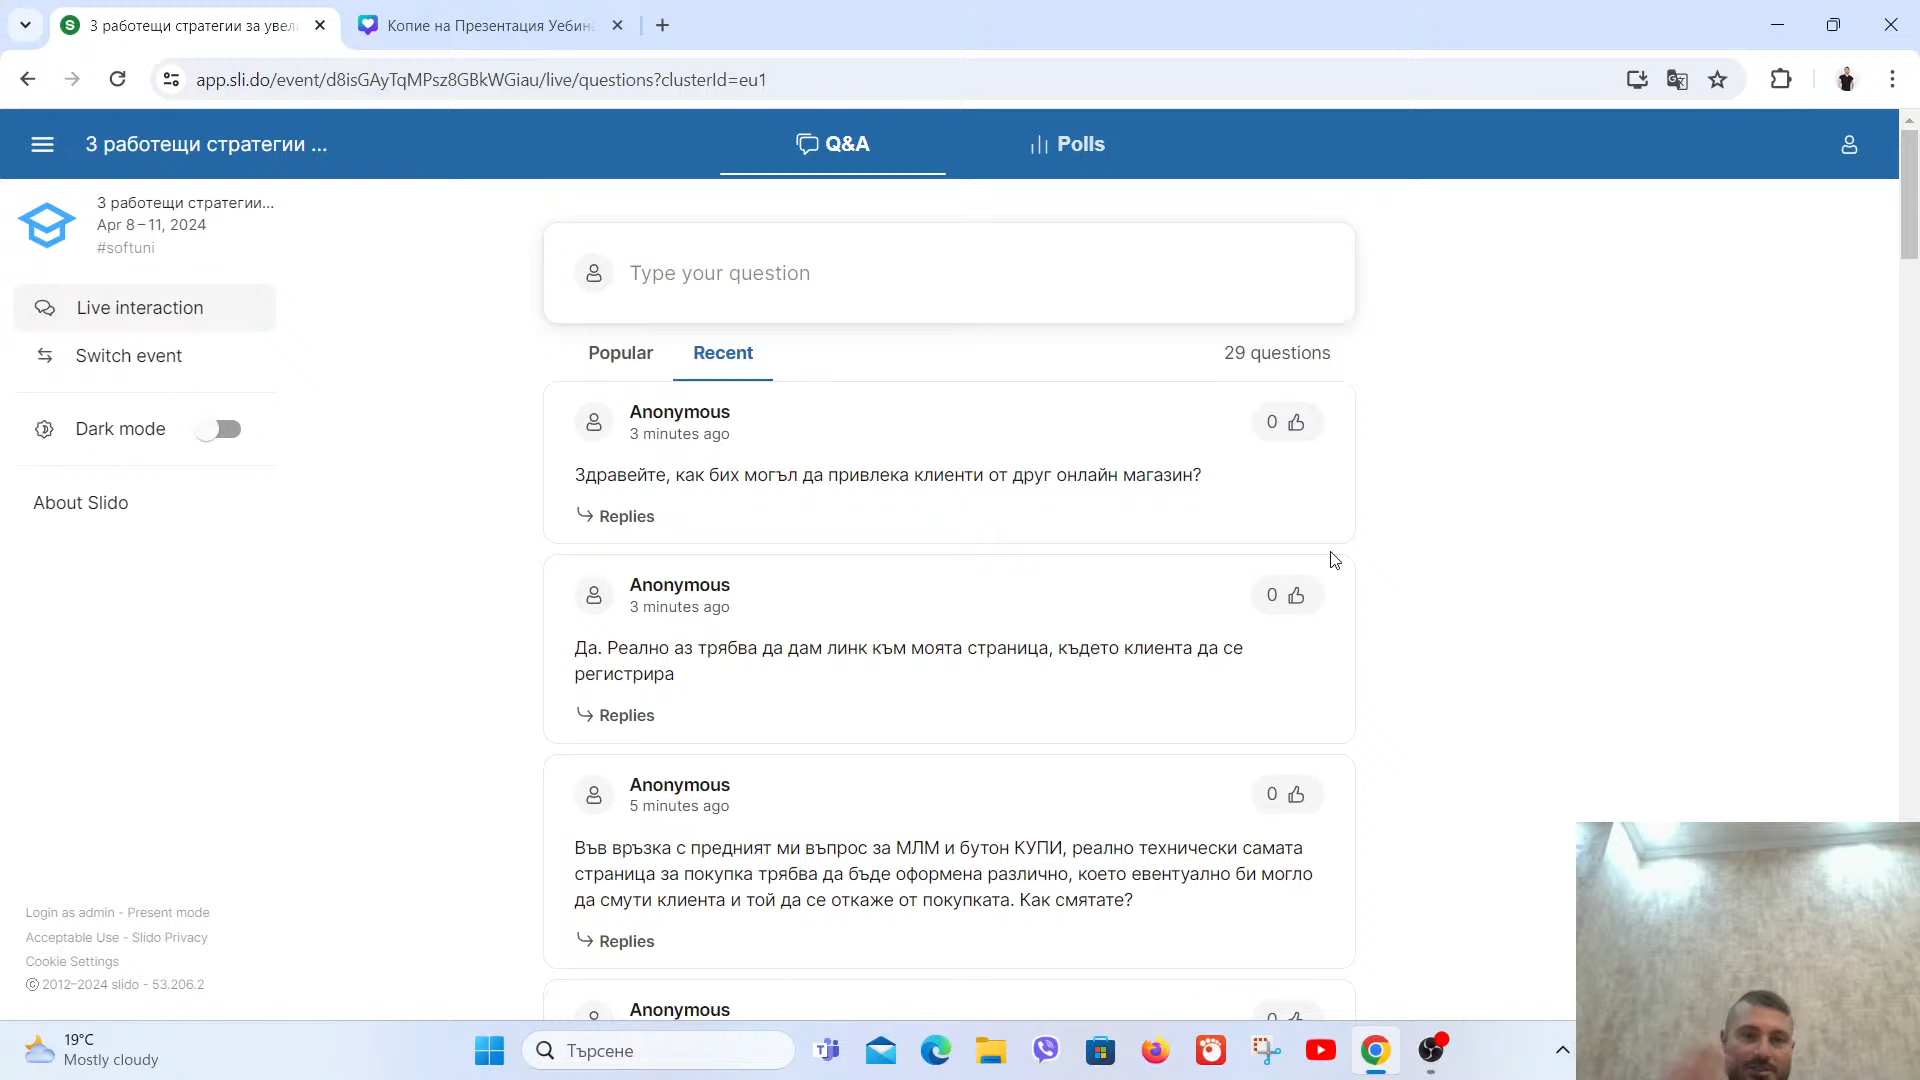 3 работещи стратегии за увел
Копие на Презентация Уебина
app.sli.do/event/d8isGAyTqMPsz8GBkWGiau/live/questions?clusterId=eu1
3 работещи стратегии ...
Q&A
Polls
3 работещи стратегии...
Apr 8 – 11, 2024
#softuni
Live interaction
Switch event
Dark mode
About Slido
Type your question
Popular
Recent
29 questions
Anonymous
3 minutes ago
0
Здравейте, как бих могъл да привлека клиенти от друг онлайн магазин?
Replies
Anonymous
3 minutes ago
0
Да. Реално аз трябва да дам линк към моята страница, където клиента да се
регистрира
Replies
Anonymous
5 minutes ago
0
Във връзка с предният ми въпрос за МЛМ и бутон КУПИ, реално технически самата
страница за покупка трябва да бъде оформена различно, което евентуално би могло
да смути клиента и той да се откаже от покупката. Как смятате?
Replies
Anonymous
0
Login as admin - Present mode
Acceptable Use - Slido Privacy
Cookie Settings
© 2012–2024 slido - 53.206.2
19°C
Mostly cloudy
Търсене